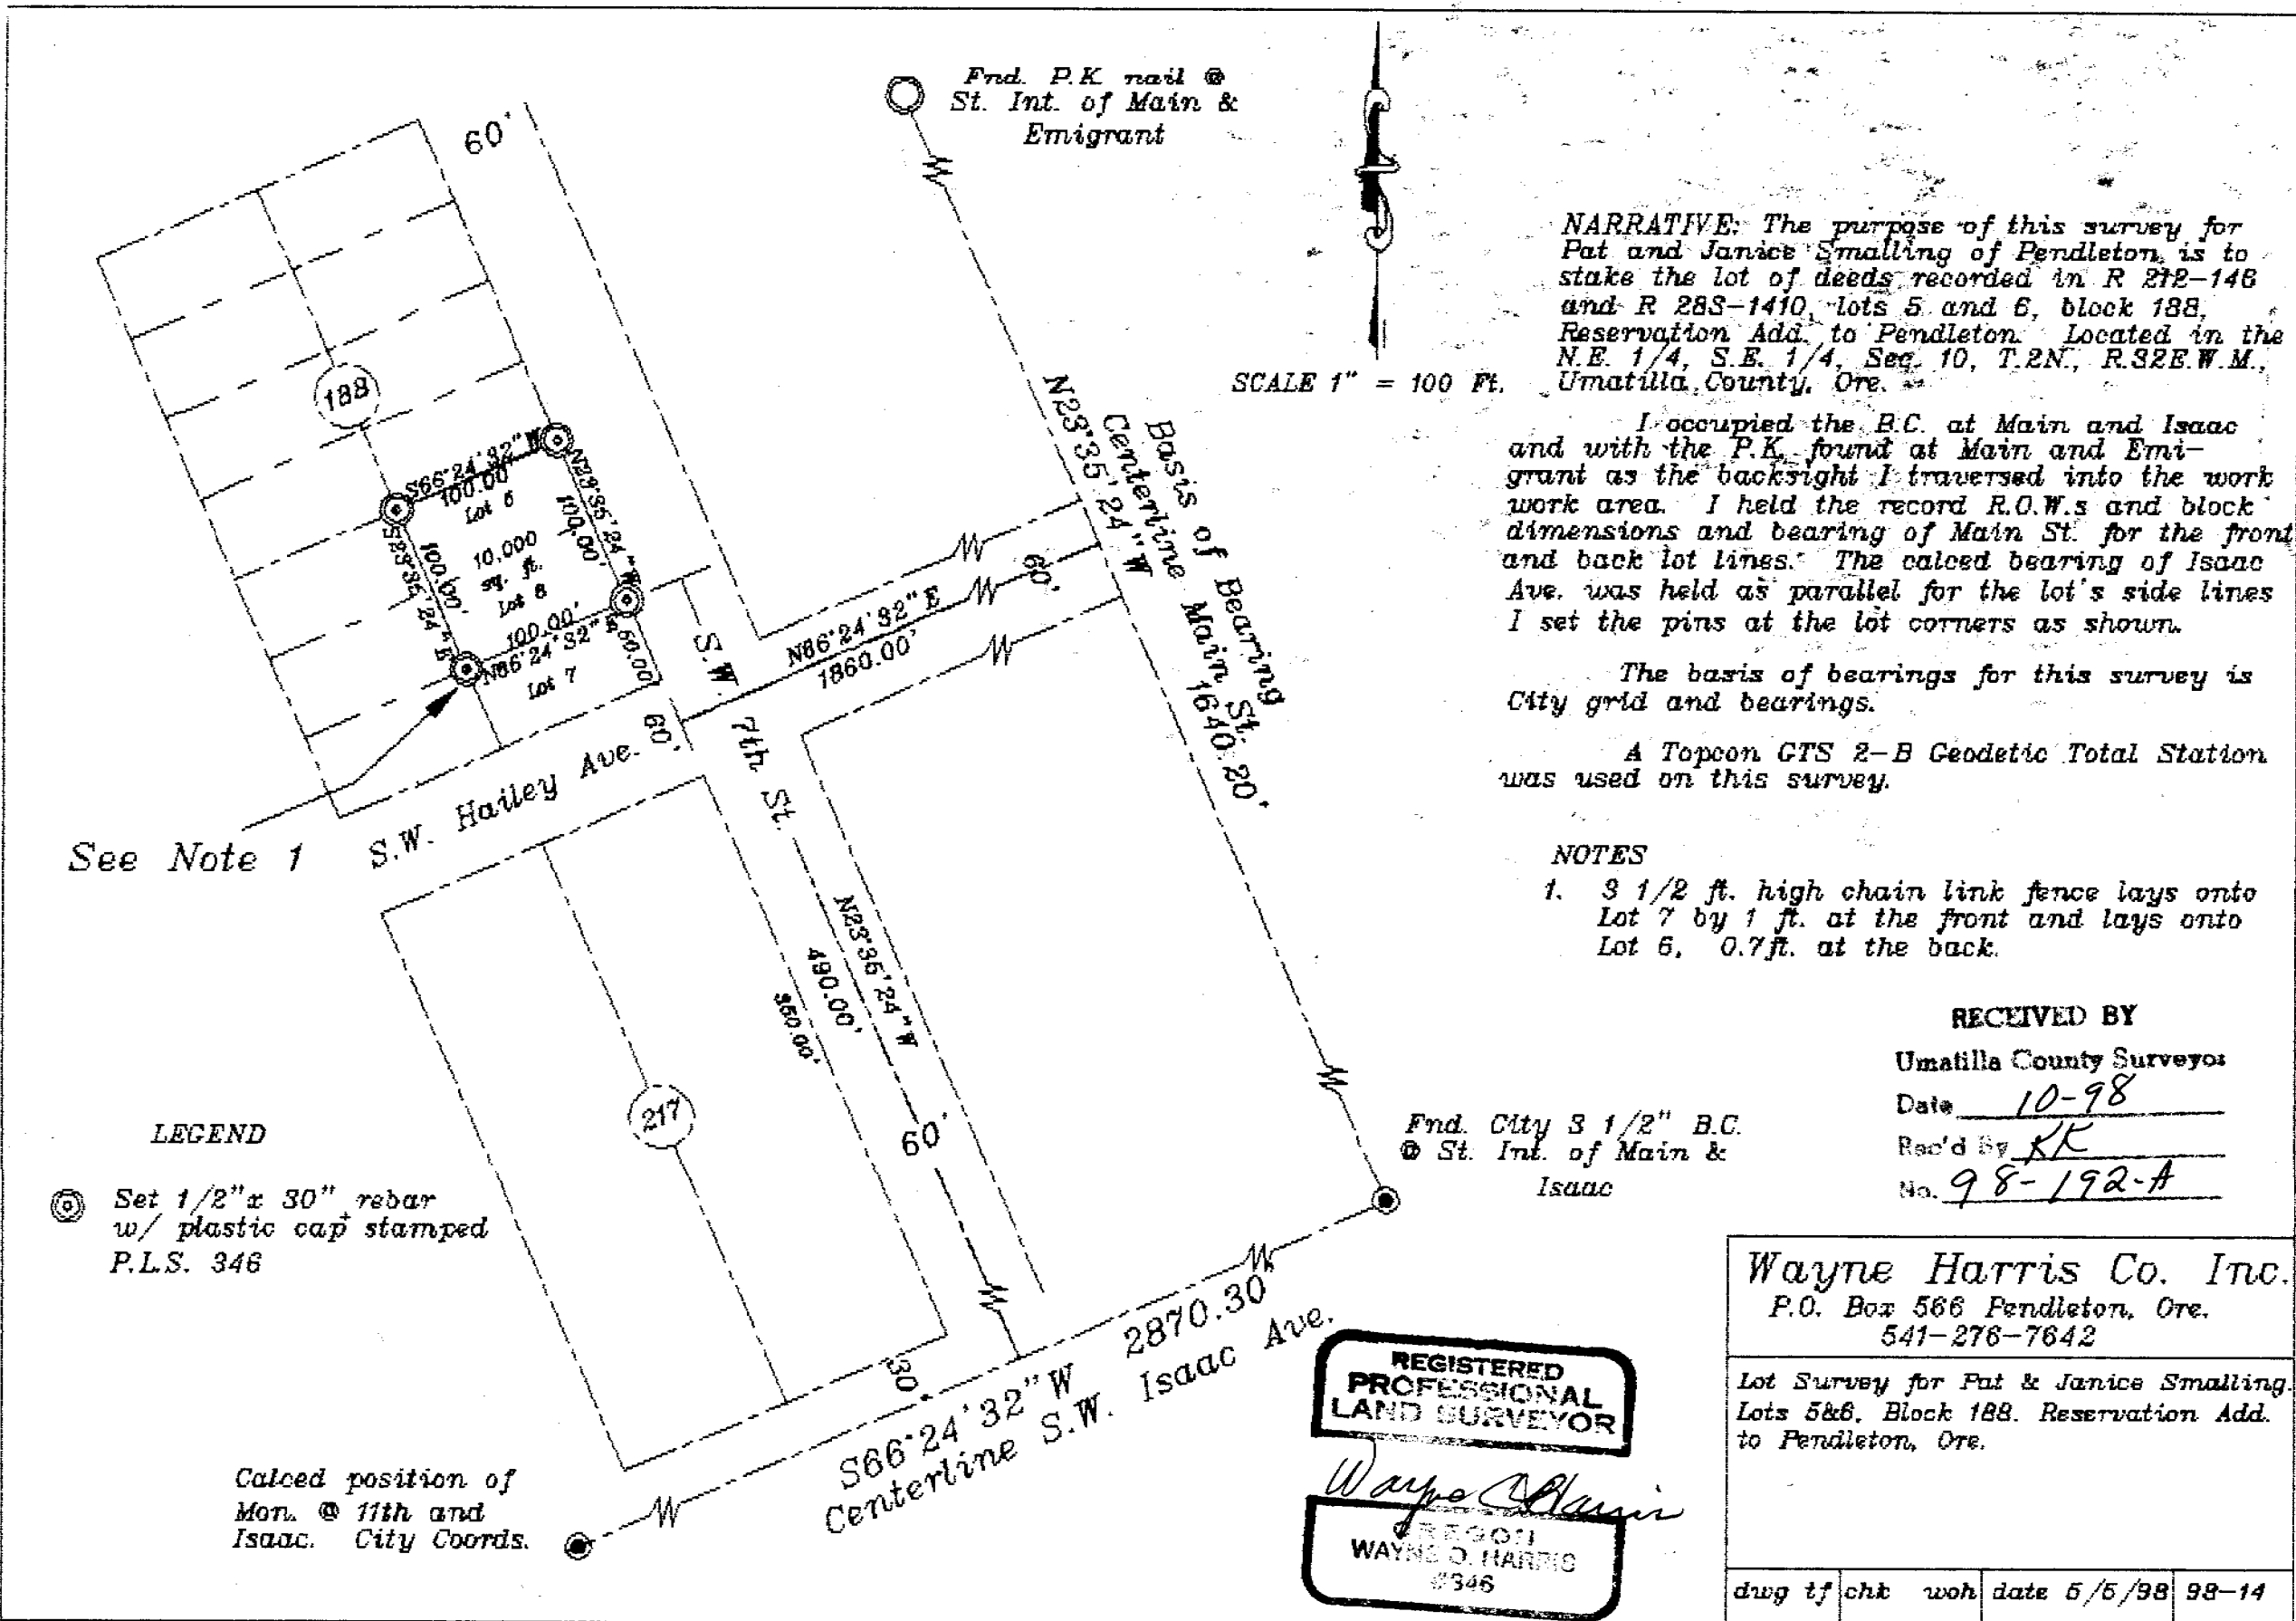 Fnd. P.K. nail @
St. Int. of Main &
Emigrant
60'
SCALE 1" = 100 Ft.
NARRATIVE: The purpose of this survey for
Pat and Janice Smalling of Pendleton, is to
stake the lot of deeds recorded in R 212-146
and R 283-1410, lots 5 and 6, block 188,
Reservation Add. to Pendleton. Located in the
N.E. 1/4, S.E. 1/4, Sec. 10, T.2N., R.32E.W.M.,
Umatilla County, Ore.
I occupied the B.C. at Main and Isaac
and with the P.K. found at Main and Emi-
grant as the backsight I traversed into the work
work area. I held the record R.O.W.s and block
dimensions and bearing of Main St. for the front
and back lot lines. The calced bearing of Isaac
Ave. was held as parallel for the lot's side lines
I set the pins at the lot corners as shown.
The basis of bearings for this survey is
City grid and bearings.
A Topcon GTS 2-B Geodetic Total Station
was used on this survey.
NOTES
1. 3 1/2 ft. high chain link fence lays onto
Lot 7 by 1 ft. at the front and lays onto
Lot 6, 0.7ft. at the back.
188
S66°24'32"W
100.00
Lot 6
N23°35'24"W
100.00'
10,000
sq. ft.
S23°35'24"E
100.00'
100.00'
N66°24'32"E
50.00'
Lot 7
Basis of Bearing
Centerline Main St.
N23°35'24"W
1640.20'
N66°24'32"E
1860.00'
60'
60'
S.W. 7th St.
S.W. Hailey Ave.
See Note 1
N23°35'24"W
490.00'
350.00'
60'
217
30'
S66°24'32"W 2870.30'
Centerline S.W. Isaac Ave.
Fnd. City 3 1/2" B.C.
@ St. Int. of Main &
Isaac
LEGEND
Set 1/2"x 30" rebar
w/ plastic cap stamped
P.L.S. 346
Calced position of
Mon. @ 11th and
Isaac. City Coords.
RECEIVED BY
Umatilla County Surveyor
Date 10-98
Rec'd By KK
No. 98-192-A
REGISTERED
PROFESSIONAL
LAND SURVEYOR
OREGON
WAYNE O. HARRIS
#346
Wayne Harris Co. Inc.
P.O. Box 566 Pendleton, Ore.
541-276-7642
Lot Survey for Pat & Janice Smalling.
Lots 5&6, Block 188. Reservation Add.
to Pendleton, Ore.
dwg tf chk woh date 5/5/98 98-14